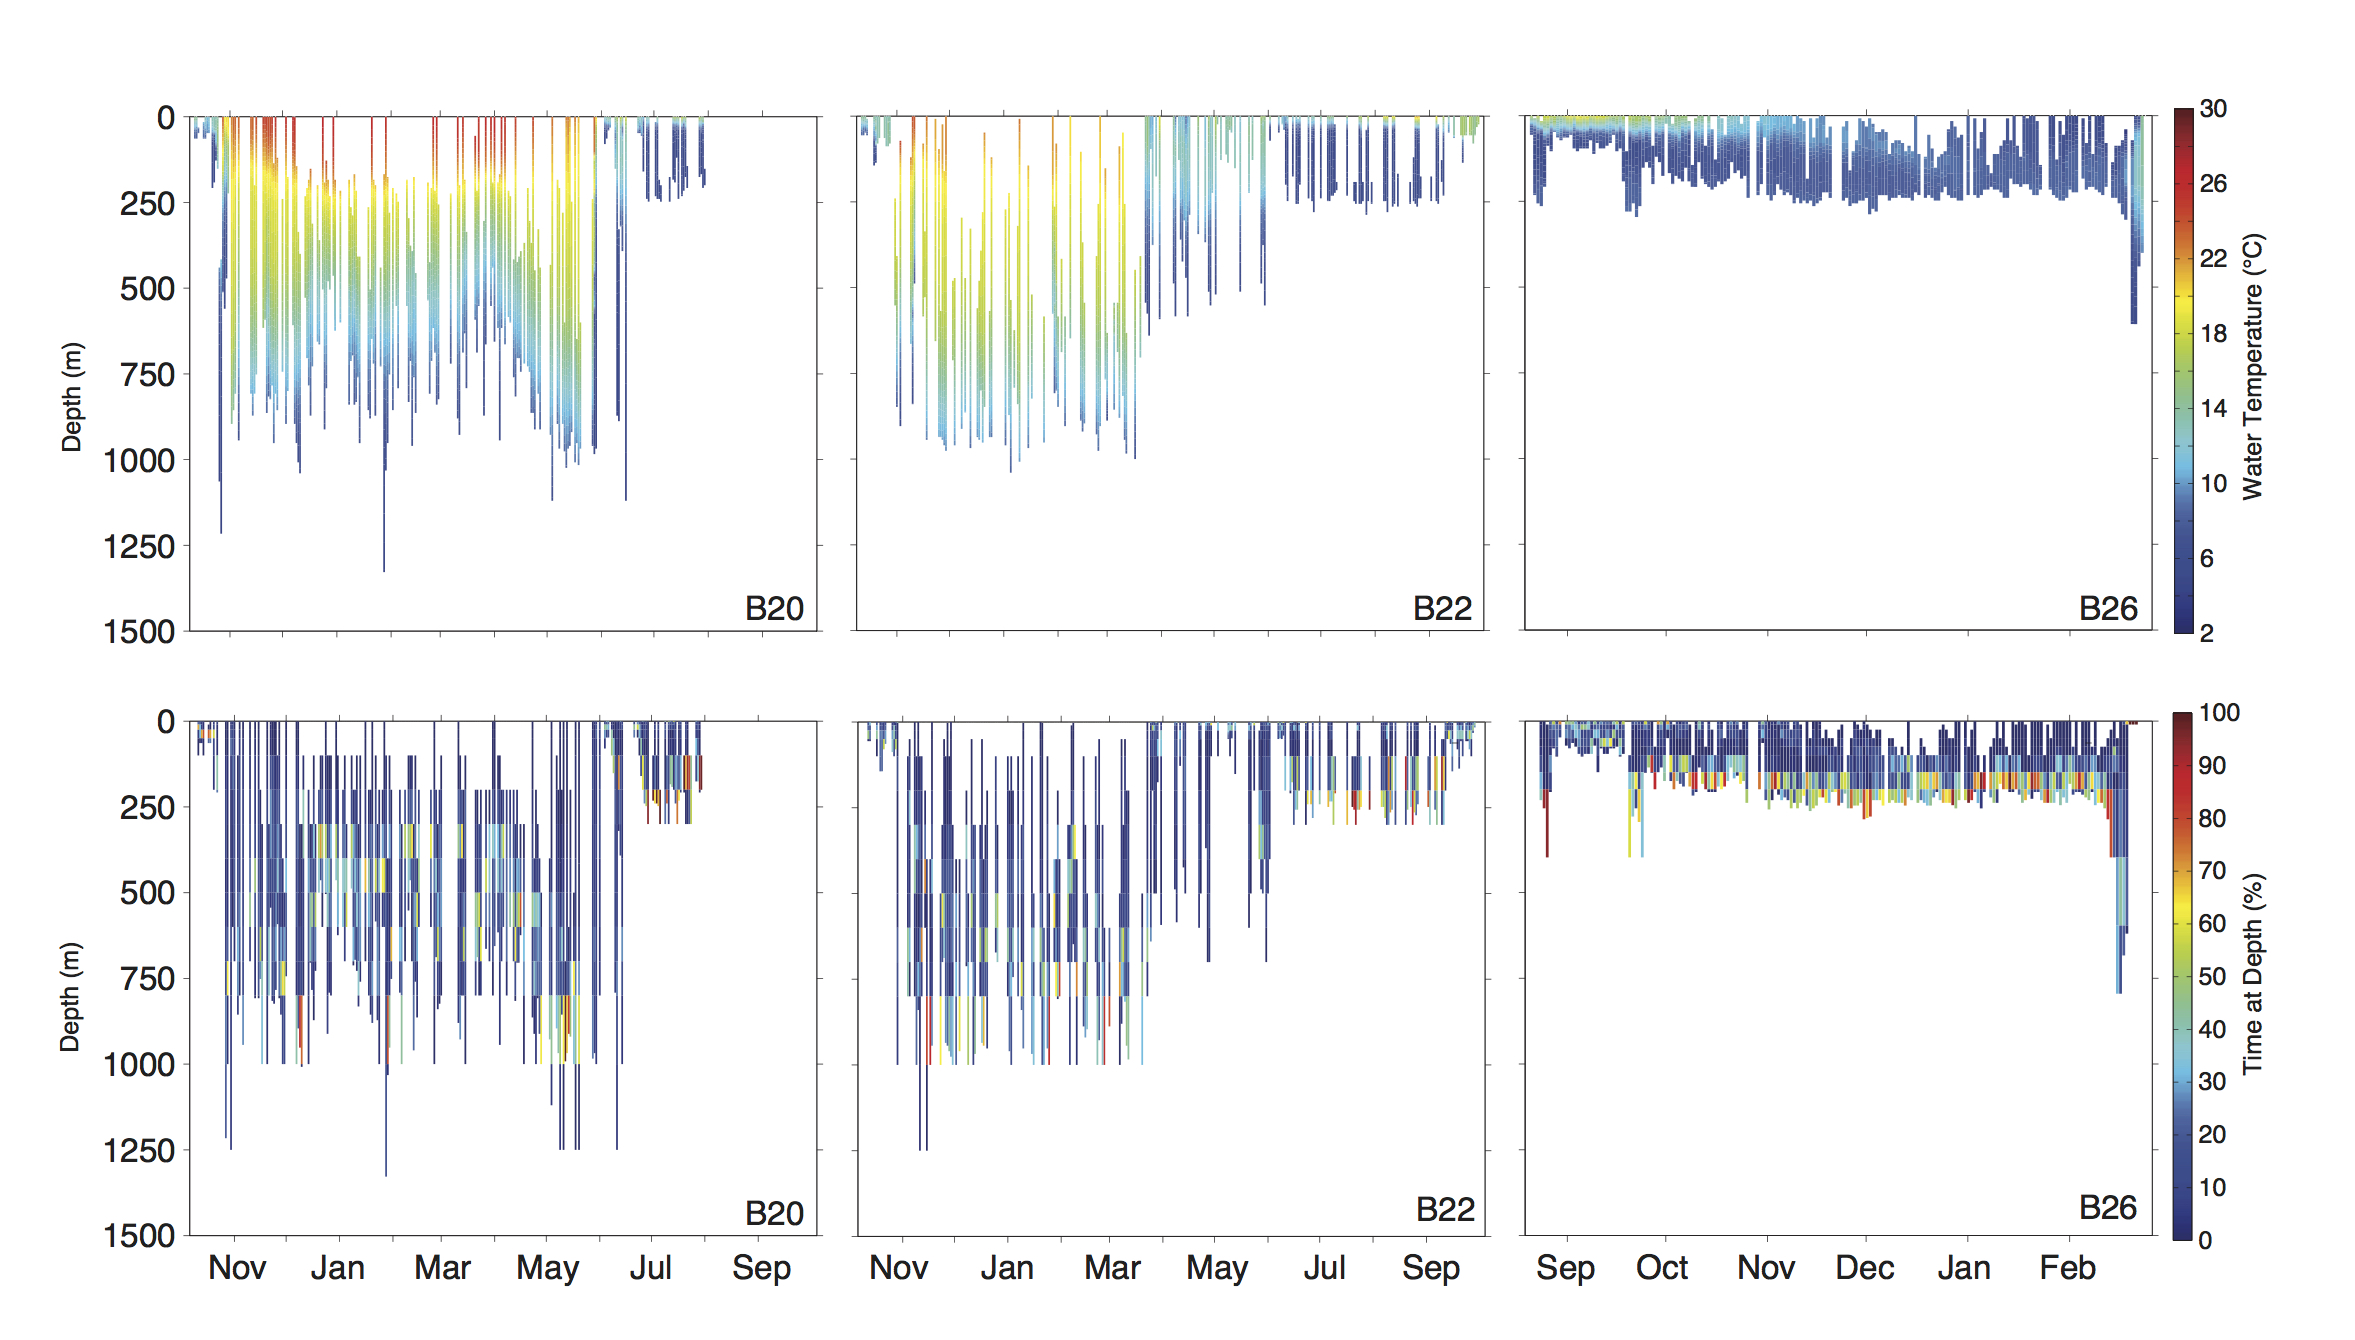 0
250
500
750
1000
1250
1500
Depth (m)
B20
B22
B26
30
26
22
18
14
10
6
2
Water Temperature (°C)
0
250
500
750
1000
1250
1500
Depth (m)
B20
B22
B26
Nov Jan Mar May Jul Sep
Nov Jan Mar May Jul Sep
Sep Oct Nov Dec Jan Feb
100
90
80
70
60
50
40
30
20
10
0
Time at Depth (%)